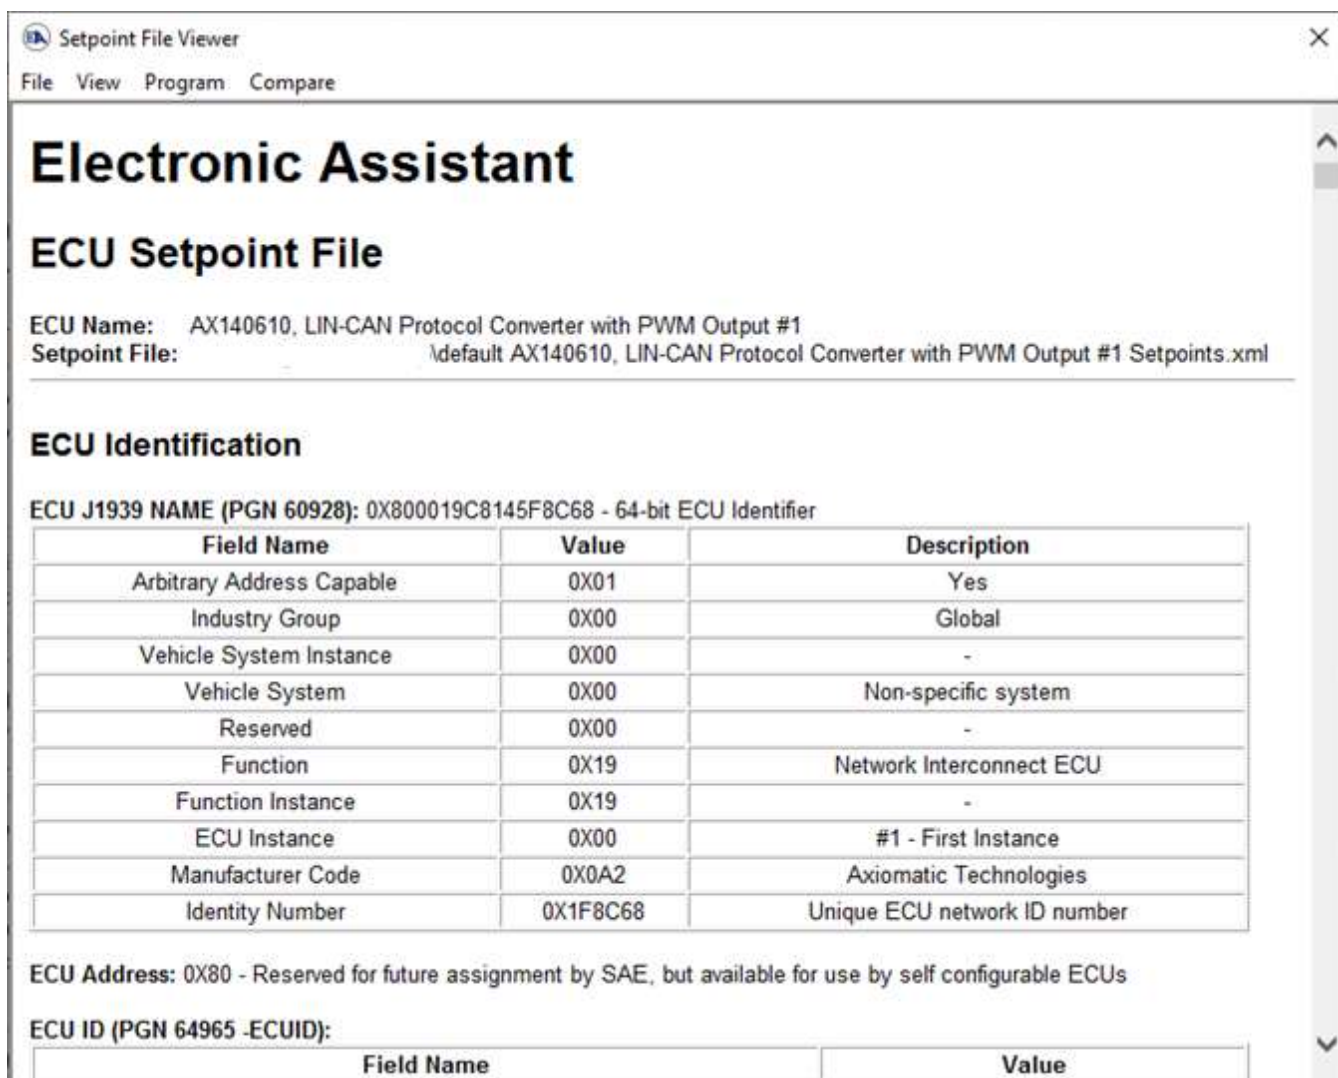 Setpoint File Viewer
File View Program Compare
Electronic Assistant
ECU Setpoint File
ECU Name: AX140610, LIN-CAN Protocol Converter with PWM Output #1
Setpoint File: \default AX140610, LIN-CAN Protocol Converter with PWM Output #1 Setpoints.xml
ECU Identification
ECU J1939 NAME (PGN 60928): 0X800019C8145F8C68 - 64-bit ECU Identifier
Field Name Value Description
Arbitrary Address Capable 0X01 Yes
Industry Group 0X00 Global
Vehicle System Instance 0X00 -
Vehicle System 0X00 Non-specific system
Reserved 0X00 -
Function 0X19 Network Interconnect ECU
Function Instance 0X19 -
ECU Instance 0X00 #1 - First Instance
Manufacturer Code 0X0A2 Axiomatic Technologies
Identity Number 0X1F8C68 Unique ECU network ID number
ECU Address: 0X80 - Reserved for future assignment by SAE, but available for use by self configurable ECUs
ECU ID (PGN 64965 -ECUID):
Field Name Value